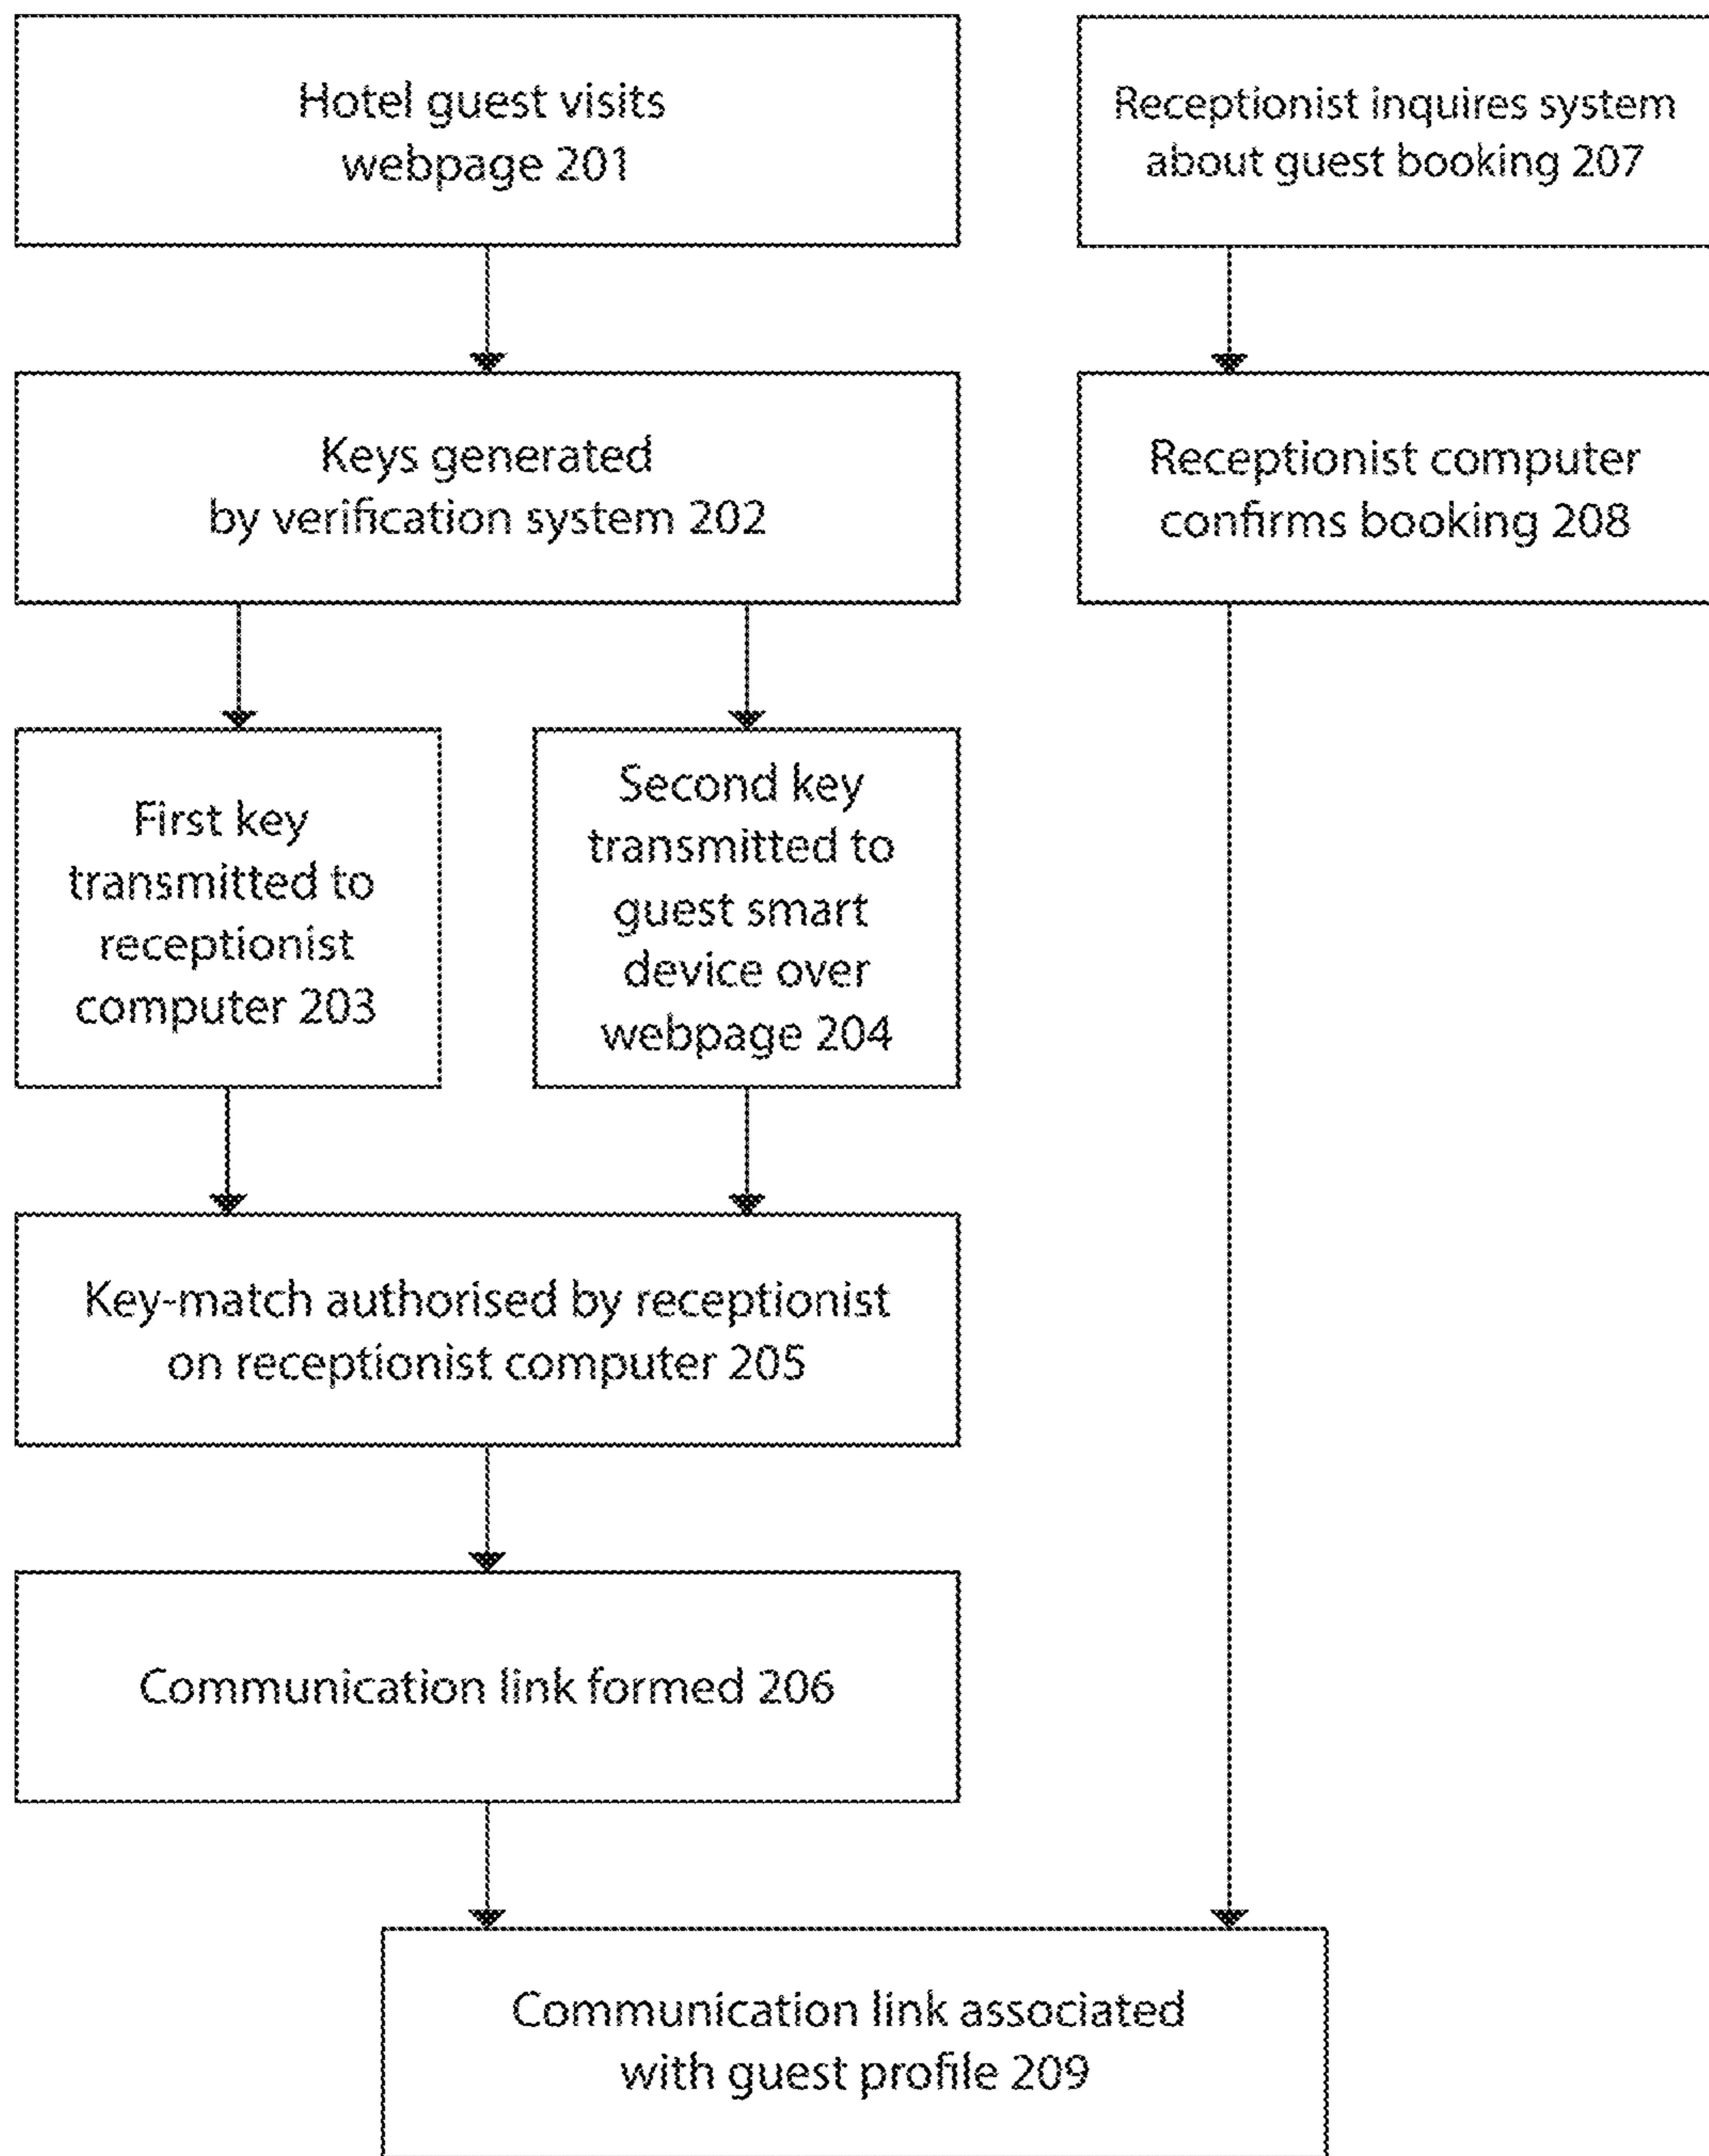 Hotel guest visits
webpage 201
Receptionist inquires system
about guest booking 207
Keys generated
by verification system 202
Receptionist computer
confirms booking 208
First key
transmitted to
receptionist
computer 203
Second key
transmitted to
guest smart
device over
webpage 204
Key-match authorised by receptionist
on receptionist computer 205
Communication link formed 206
Communication link associated
with guest profile 209